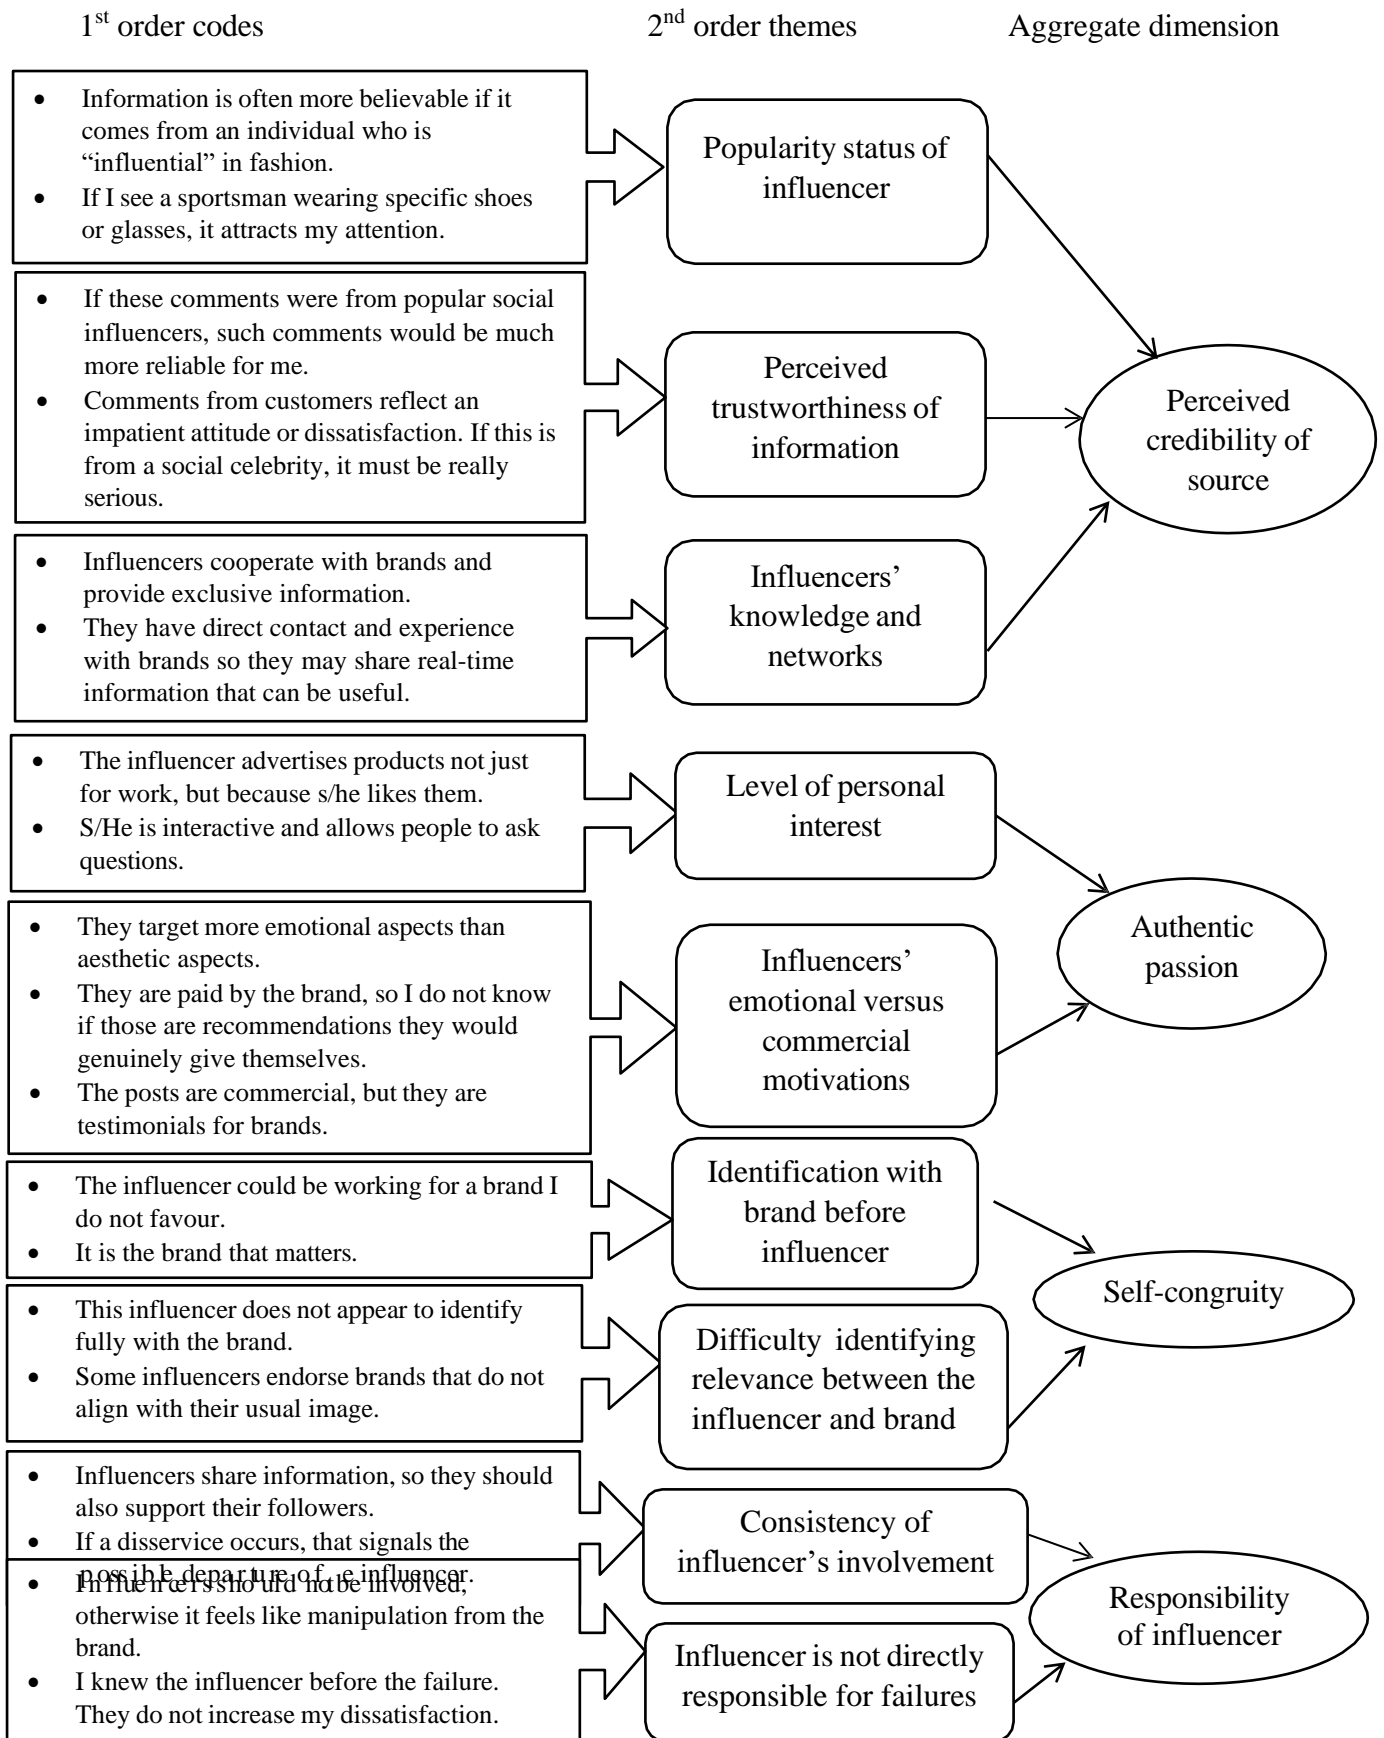 1st order codes
2nd order themes
Aggregate dimension
• Information is often more believable if it
comes from an individual who is
“influential” in fashion.
• If I see a sportsman wearing specific shoes
or glasses, it attracts my attention.
Popularity status of
influencer
• If these comments were from popular social
influencers, such comments would be much
more reliable for me.
• Comments from customers reflect an
impatient attitude or dissatisfaction. If this is
from a social celebrity, it must be really
serious.
Perceived
trustworthiness of
information
Perceived
credibility of
source
• Influencers cooperate with brands and
provide exclusive information.
• They have direct contact and experience
with brands so they may share real-time
information that can be useful.
Influencers’
knowledge and
networks
• The influencer advertises products not just
for work, but because s/he likes them.
• S/He is interactive and allows people to ask
questions.
Level of personal
interest
• They target more emotional aspects than
aesthetic aspects.
• They are paid by the brand, so I do not know
if those are recommendations they would
genuinely give themselves.
• The posts are commercial, but they are
testimonials for brands.
Influencers’
emotional versus
commercial
motivations
Authentic
passion
• The influencer could be working for a brand I
do not favour.
• It is the brand that matters.
Identification with
brand before
influencer
• This influencer does not appear to identify
fully with the brand.
• Some influencers endorse brands that do not
align with their usual image.
Difficulty identifying
relevance between the
influencer and brand
Self-congruity
• Influencers share information, so they should
also support their followers.
• If a disservice occurs, that signals the
possible departure of influencer.
Consistency of
influencer’s involvement
• Influencers should not be involved,
otherwise it feels like manipulation from the
brand.
• I knew the influencer before the failure.
They do not increase my dissatisfaction.
Influencer is not directly
responsible for failures
Responsibility
of influencer